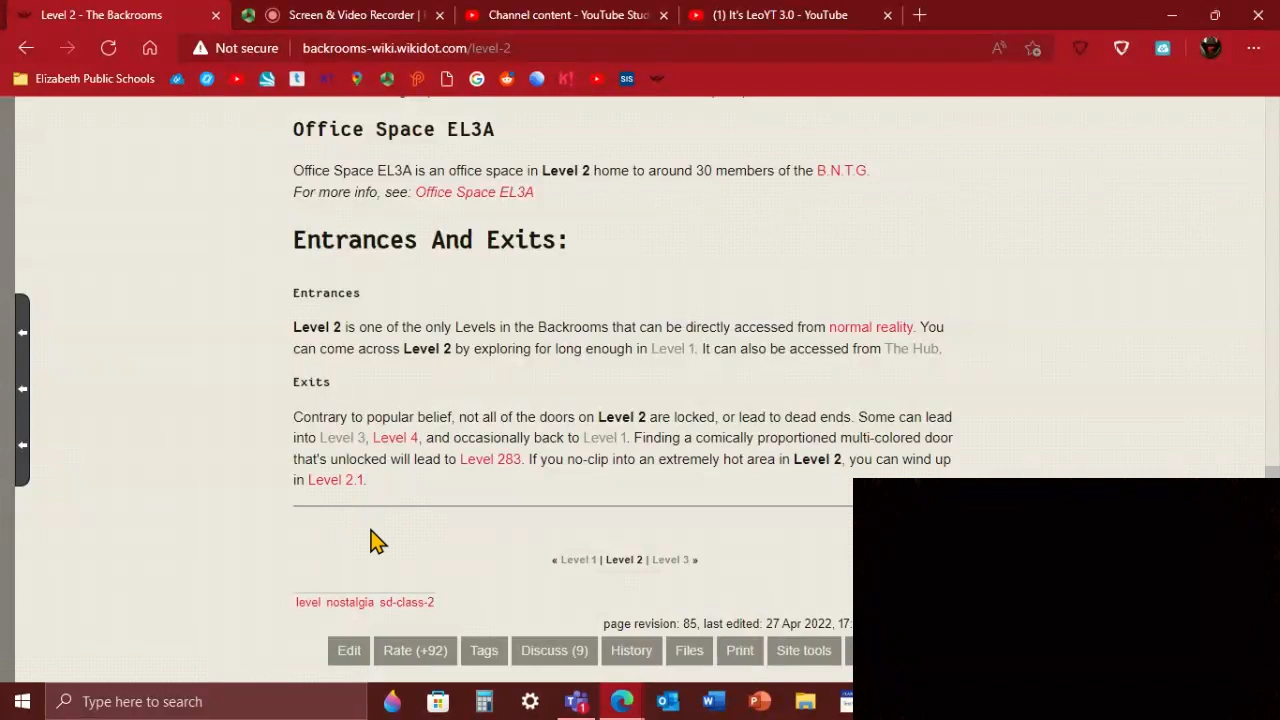 Level 2 - The Backrooms
Screen & Video Recorder |
Channel content - YouTube Stud
(1) It's LeoYT 3.0 - YouTube
Not secure
backrooms-wiki.wikidot.com/level-2
Elizabeth Public Schools
Office Space EL3A
Office Space EL3A is an office space in Level 2 home to around 30 members of the B.N.T.G.
For more info, see: Office Space EL3A
Entrances And Exits:
Entrances
Level 2 is one of the only Levels in the Backrooms that can be directly accessed from normal reality. You
can come across Level 2 by exploring for long enough in Level 1. It can also be accessed from The Hub.
Exits
Contrary to popular belief, not all of the doors on Level 2 are locked, or lead to dead ends. Some can lead
into Level 3, Level 4, and occasionally back to Level 1. Finding a comically proportioned multi-colored door
that's unlocked will lead to Level 283. If you no-clip into an extremely hot area in Level 2, you can wind up
in Level 2.1.
« Level 1 | Level 2 | Level 3 »
level nostalgia sd-class-2
page revision: 85, last edited: 27 Apr 2022, 17:
Edit
Rate (+92)
Tags
Discuss (9)
History
Files
Print
Site tools
Type here to search